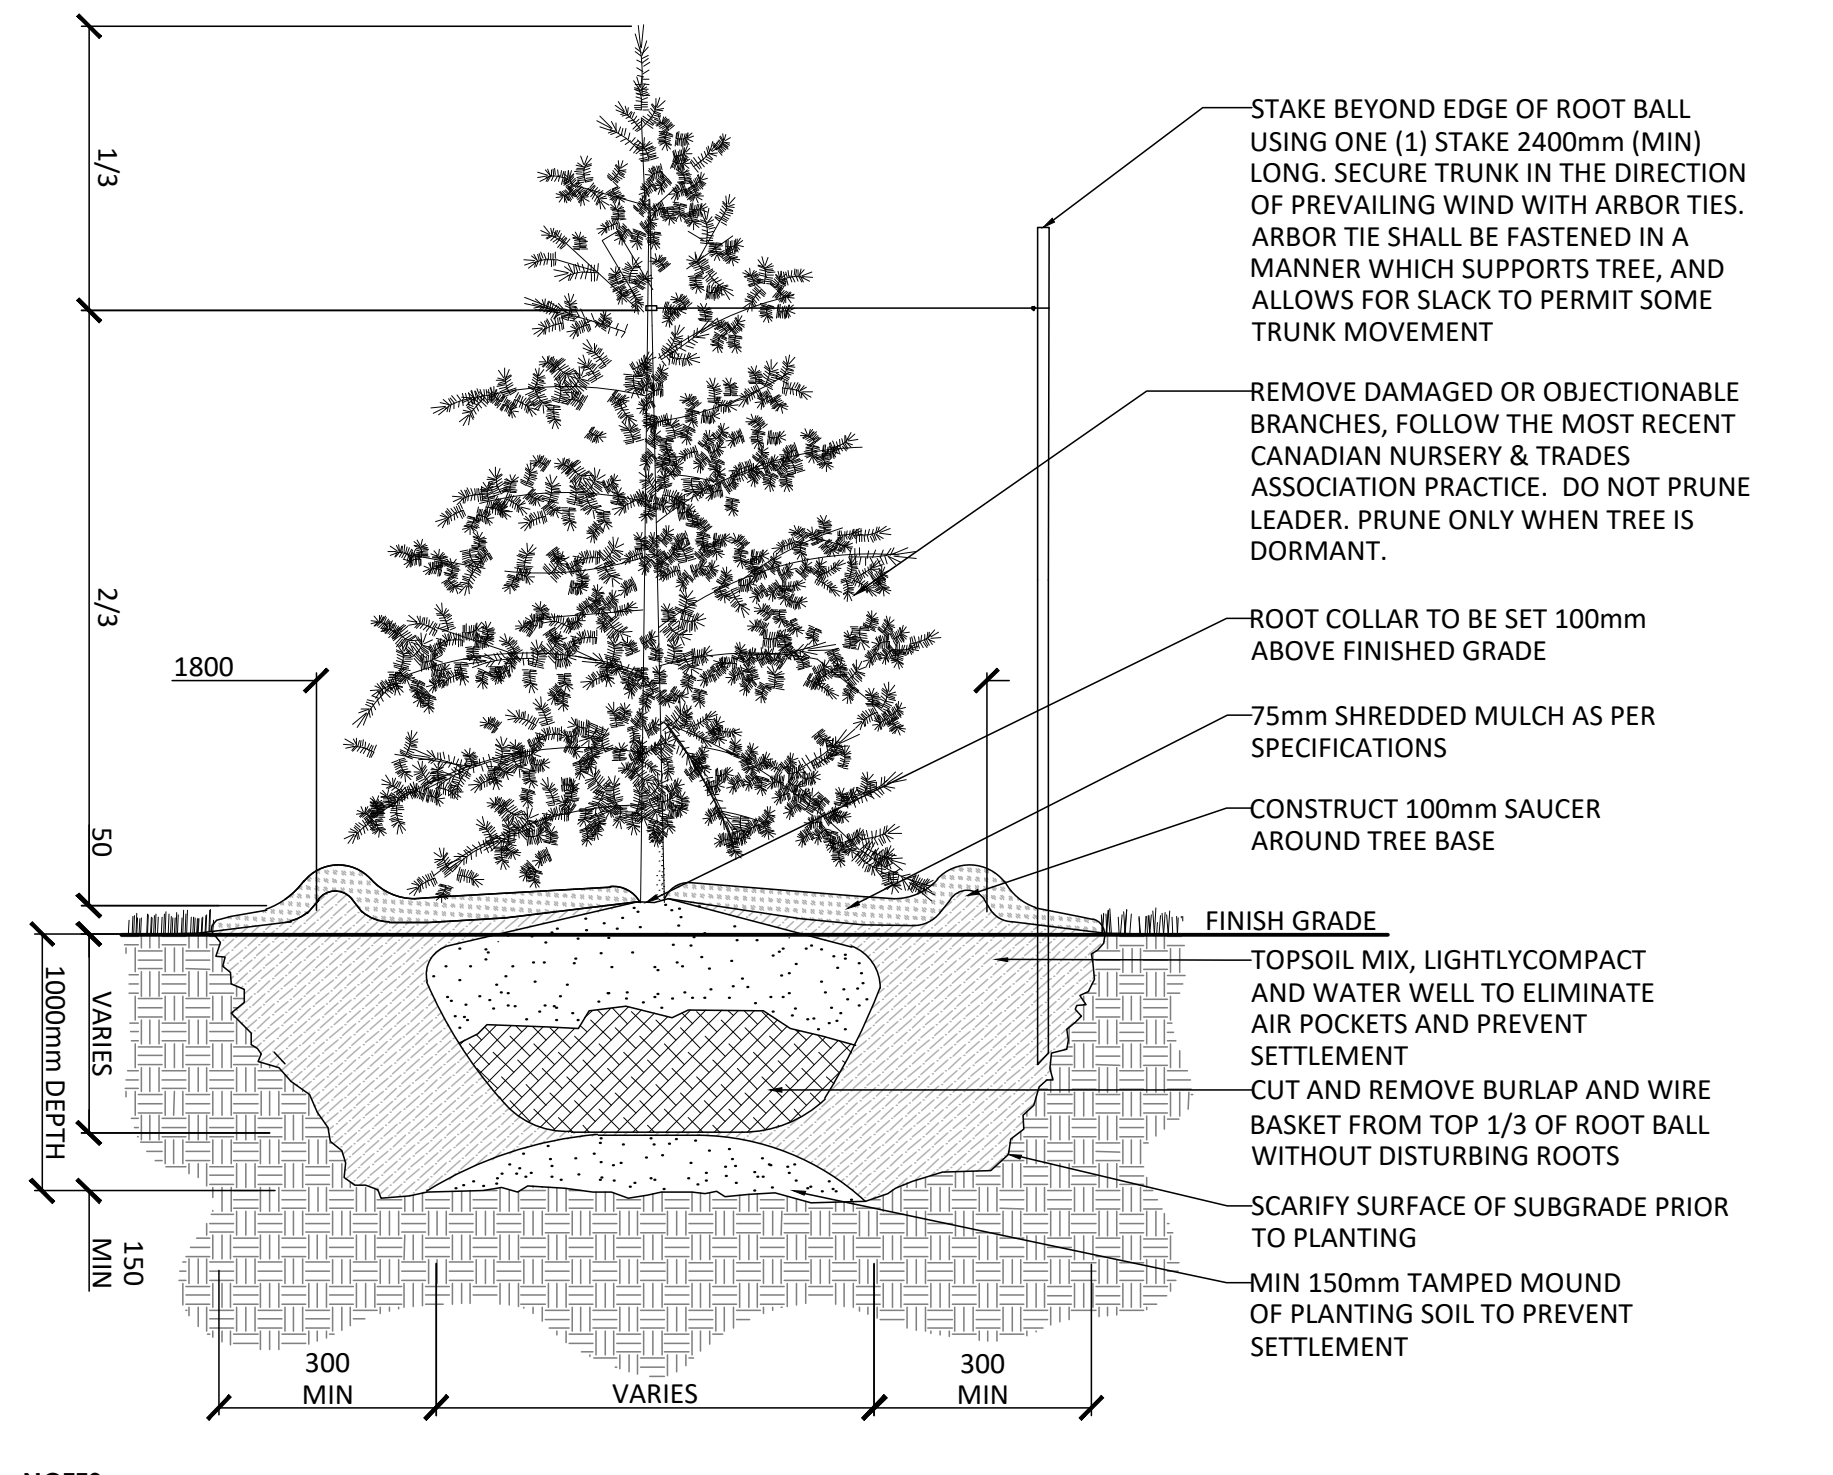 STAKE BEYOND EDGE OF ROOT BALL
USING ONE (1) STAKE 2400mm (MIN)
LONG. SECURE TRUNK IN THE DIRECTION
OF PREVAILING WIND WITH ARBOR TIES.
ARBOR TIE SHALL BE FASTENED IN A
MANNER WHICH SUPPORTS TREE, AND
ALLOWS FOR SLACK TO PERMIT SOME
TRUNK MOVEMENT
REMOVE DAMAGED OR OBJECTIONABLE
BRANCHES, FOLLOW THE MOST RECENT
CANADIAN NURSERY & TRADES
ASSOCIATION PRACTICE. DO NOT PRUNE
LEADER. PRUNE ONLY WHEN TREE IS
DORMANT.
ROOT COLLAR TO BE SET 100mm
ABOVE FINISHED GRADE
75mm SHREDDED MULCH AS PER
SPECIFICATIONS
CONSTRUCT 100mm SAUCER
AROUND TREE BASE
FINISH GRADE
TOPSOIL MIX, LIGHTLYCOMPACT
AND WATER WELL TO ELIMINATE
AIR POCKETS AND PREVENT
SETTLEMENT
CUT AND REMOVE BURLAP AND WIRE
BASKET FROM TOP 1/3 OF ROOT BALL
WITHOUT DISTURBING ROOTS
SCARIFY SURFACE OF SUBGRADE PRIOR
TO PLANTING
MIN 150mm TAMPED MOUND
OF PLANTING SOIL TO PREVENT
SETTLEMENT
1/3
2/3
1800
50
VARIES
1000mm DEPTH
150
MIN
300
MIN
VARIES
300
MIN